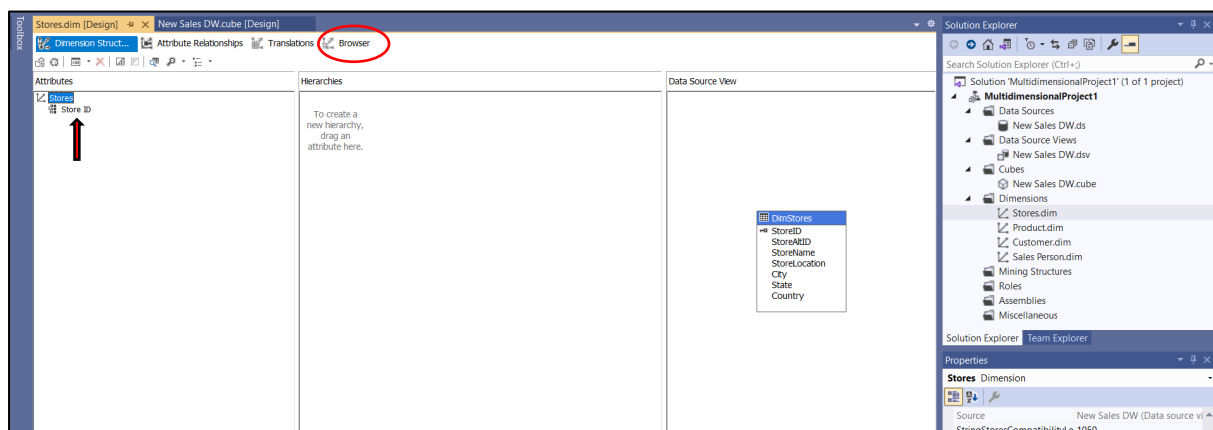 Toolbox
Stores.dim [Design]
New Sales DW.cube [Design]
Dimension Struct...
Attribute Relationships
Translations
Browser
Attributes
Stores
Store ID
Hierarchies
To create a
new hierarchy,
drag an
attribute here.
Data Source View
DimStores
StoreID
StoreAltID
StoreName
StoreLocation
City
State
Country
Solution Explorer
Search Solution Explorer (Ctrl+;)
Solution 'MultidimensionalProject1' (1 of 1 project)
MultidimensionalProject1
Data Sources
New Sales DW.ds
Data Source Views
New Sales DW.dsv
Cubes
New Sales DW.cube
Dimensions
Stores.dim
Product.dim
Customer.dim
Sales Person.dim
Mining Structures
Roles
Assemblies
Miscellaneous
Solution Explorer Team Explorer
Properties
Stores Dimension
Source New Sales DW (Data source vi
StringStoresCompatibilityLe 1050